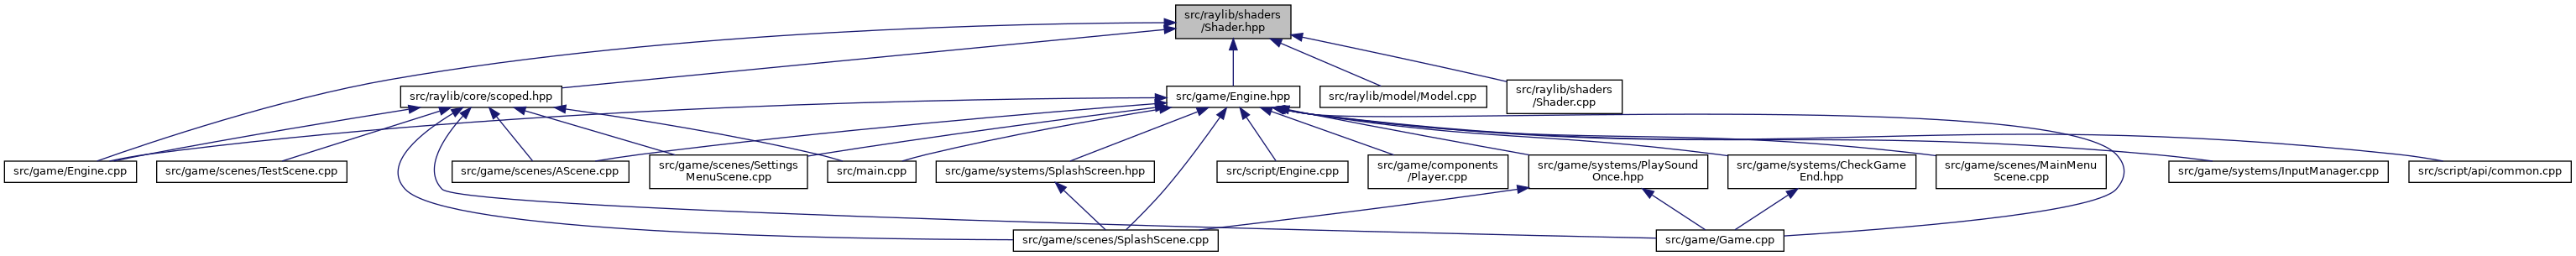 src/raylib/shaders
/Shader.hpp
src/raylib/core/scoped.hpp
src/game/Engine.hpp
src/raylib/model/Model.cpp
src/raylib/shaders
/Shader.cpp
src/game/Engine.cpp
src/game/scenes/TestScene.cpp
src/game/scenes/AScene.cpp
src/game/scenes/Settings
MenuScene.cpp
src/main.cpp
src/game/systems/SplashScreen.hpp
src/script/Engine.cpp
src/game/components
/Player.cpp
src/game/systems/PlaySound
Once.hpp
src/game/systems/CheckGame
End.hpp
src/game/scenes/MainMenu
Scene.cpp
src/game/systems/InputManager.cpp
src/script/api/common.cpp
src/game/scenes/SplashScene.cpp
src/game/Game.cpp